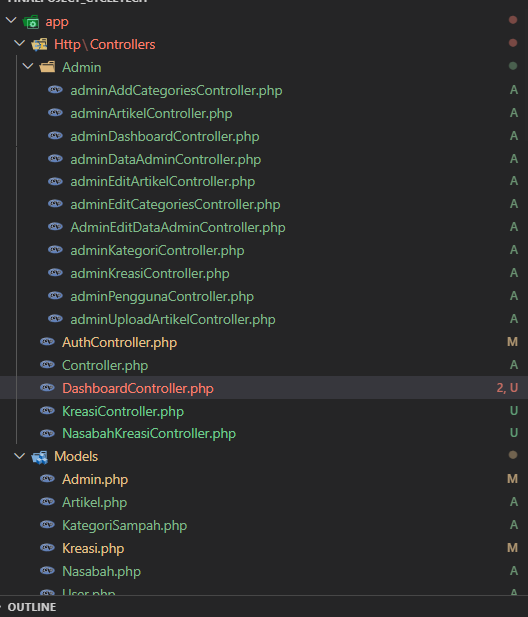 app
Http\Controllers
Admin
adminAddCategoriesController.php A
adminArtikelController.php A
adminDashboardController.php A
adminDataAdminController.php A
adminEditArtikelController.php A
adminEditCategoriesController.php A
AdminEditDataAdminController.php A
adminKategoriController.php A
adminKreasiController.php A
adminPenggunaController.php A
adminUploadArtikelController.php A
AuthController.php M
Controller.php A
DashboardController.php 2, U
KreasiController.php U
NasabahKreasiController.php U
Models
Admin.php M
Artikel.php A
KategoriSampah.php A
Kreasi.php M
Nasabah.php A
User.php A
OUTLINE